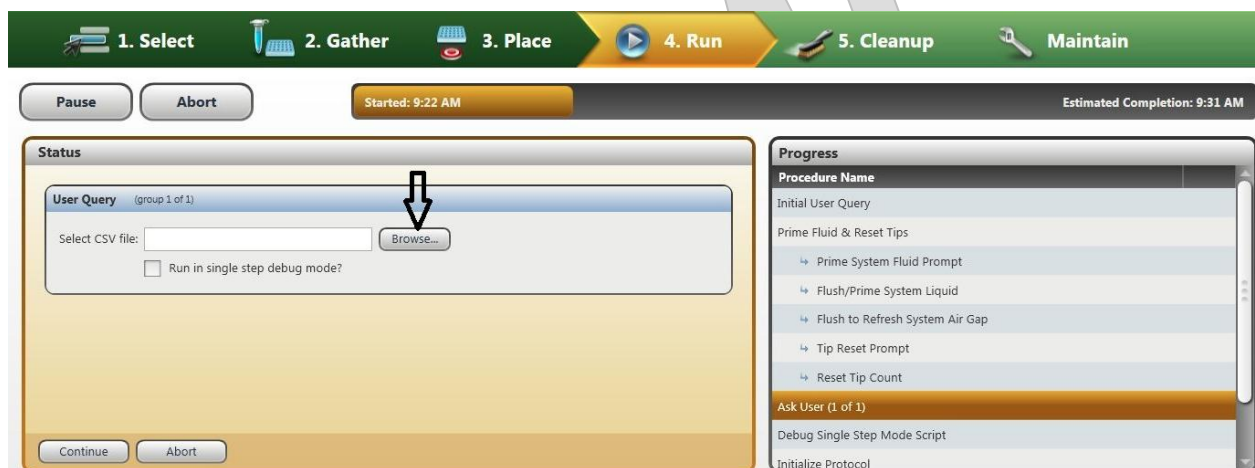 1. Select 2. Gather 3. Place 4. Run 5. Cleanup Maintain
Pause Abort Started: 9:22 AM Estimated Completion: 9:31 AM
Status
User Query (group 1 of 1)
Select CSV file: Browse...
Run in single step debug mode?
Continue Abort
Progress
Procedure Name
Initial User Query
Prime Fluid & Reset Tips
Prime System Fluid Prompt
Flush/Prime System Liquid
Flush to Refresh System Air Gap
Tip Reset Prompt
Reset Tip Count
Ask User (1 of 1)
Debug Single Step Mode Script
Initialize Protocol